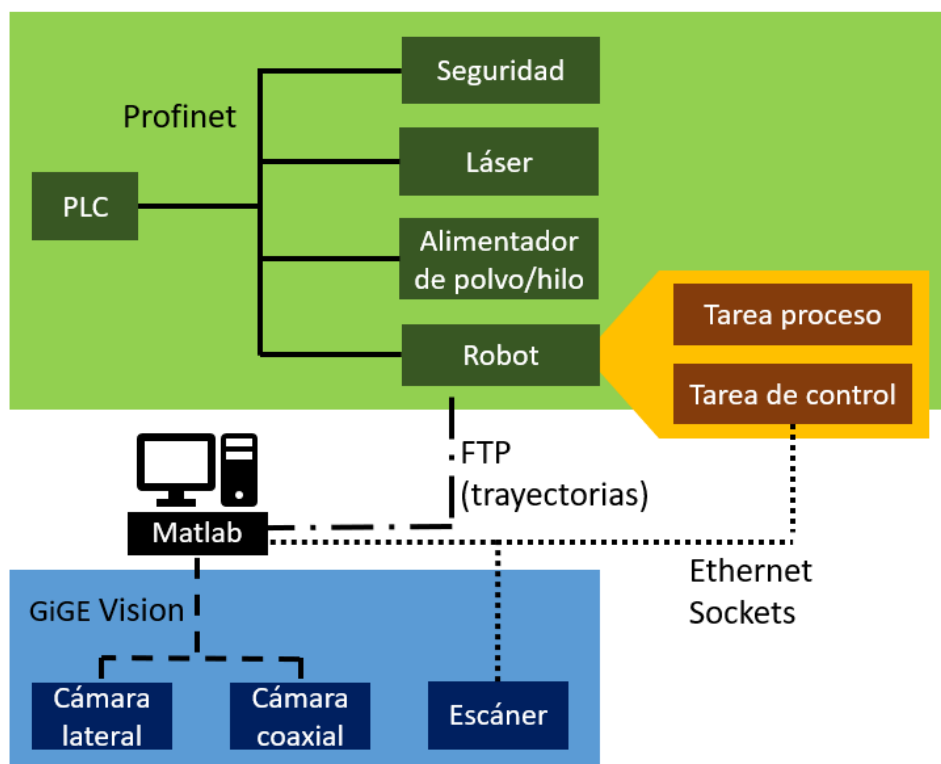 Seguridad
Profinet
Láser
PLC
Alimentador
de polvo/hilo
Tarea proceso
Robot
Tarea de control
FTP
(trayectorias)
Matlab
Ethernet
Sockets
GiGE Vision
Cámara
lateral
Cámara
coaxial
Escáner